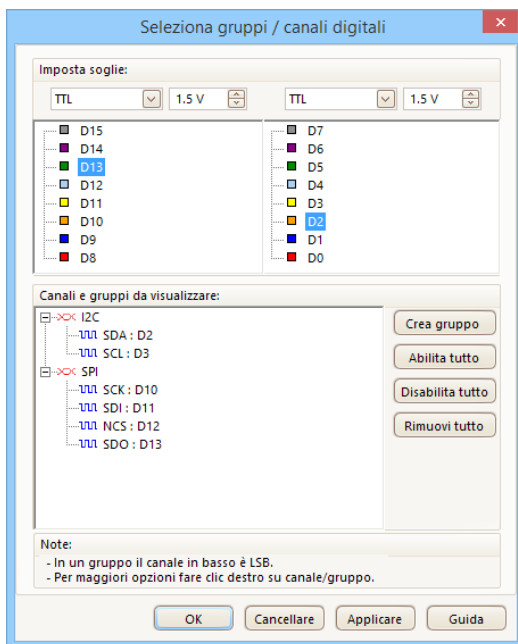 Seleziona gruppi / canali digitali
Imposta soglie:
TTL 1.5 V TTL 1.5 V
D15
D14
D13
D12
D11
D10
D9
D8
D7
D6
D5
D4
D3
D2
D1
D0
Canali e gruppi da visualizzare:
I2C
SDA : D2
SCL : D3
SPI
SCK : D10
SDI : D11
NCS : D12
SDO : D13
Crea gruppo
Abilita tutto
Disabilita tutto
Rimuovi tutto
Note:
- In un gruppo il canale in basso è LSB.
- Per maggiori opzioni fare clic destro su canale/gruppo.
OK Cancellare Applicare Guida